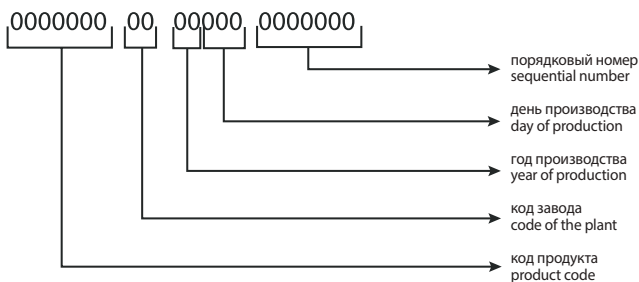 0000000 00 00000 0000000
порядковый номер
sequential number
день производства
day of production
год производства
year of production
код завода
code of the plant
код продукта
product code